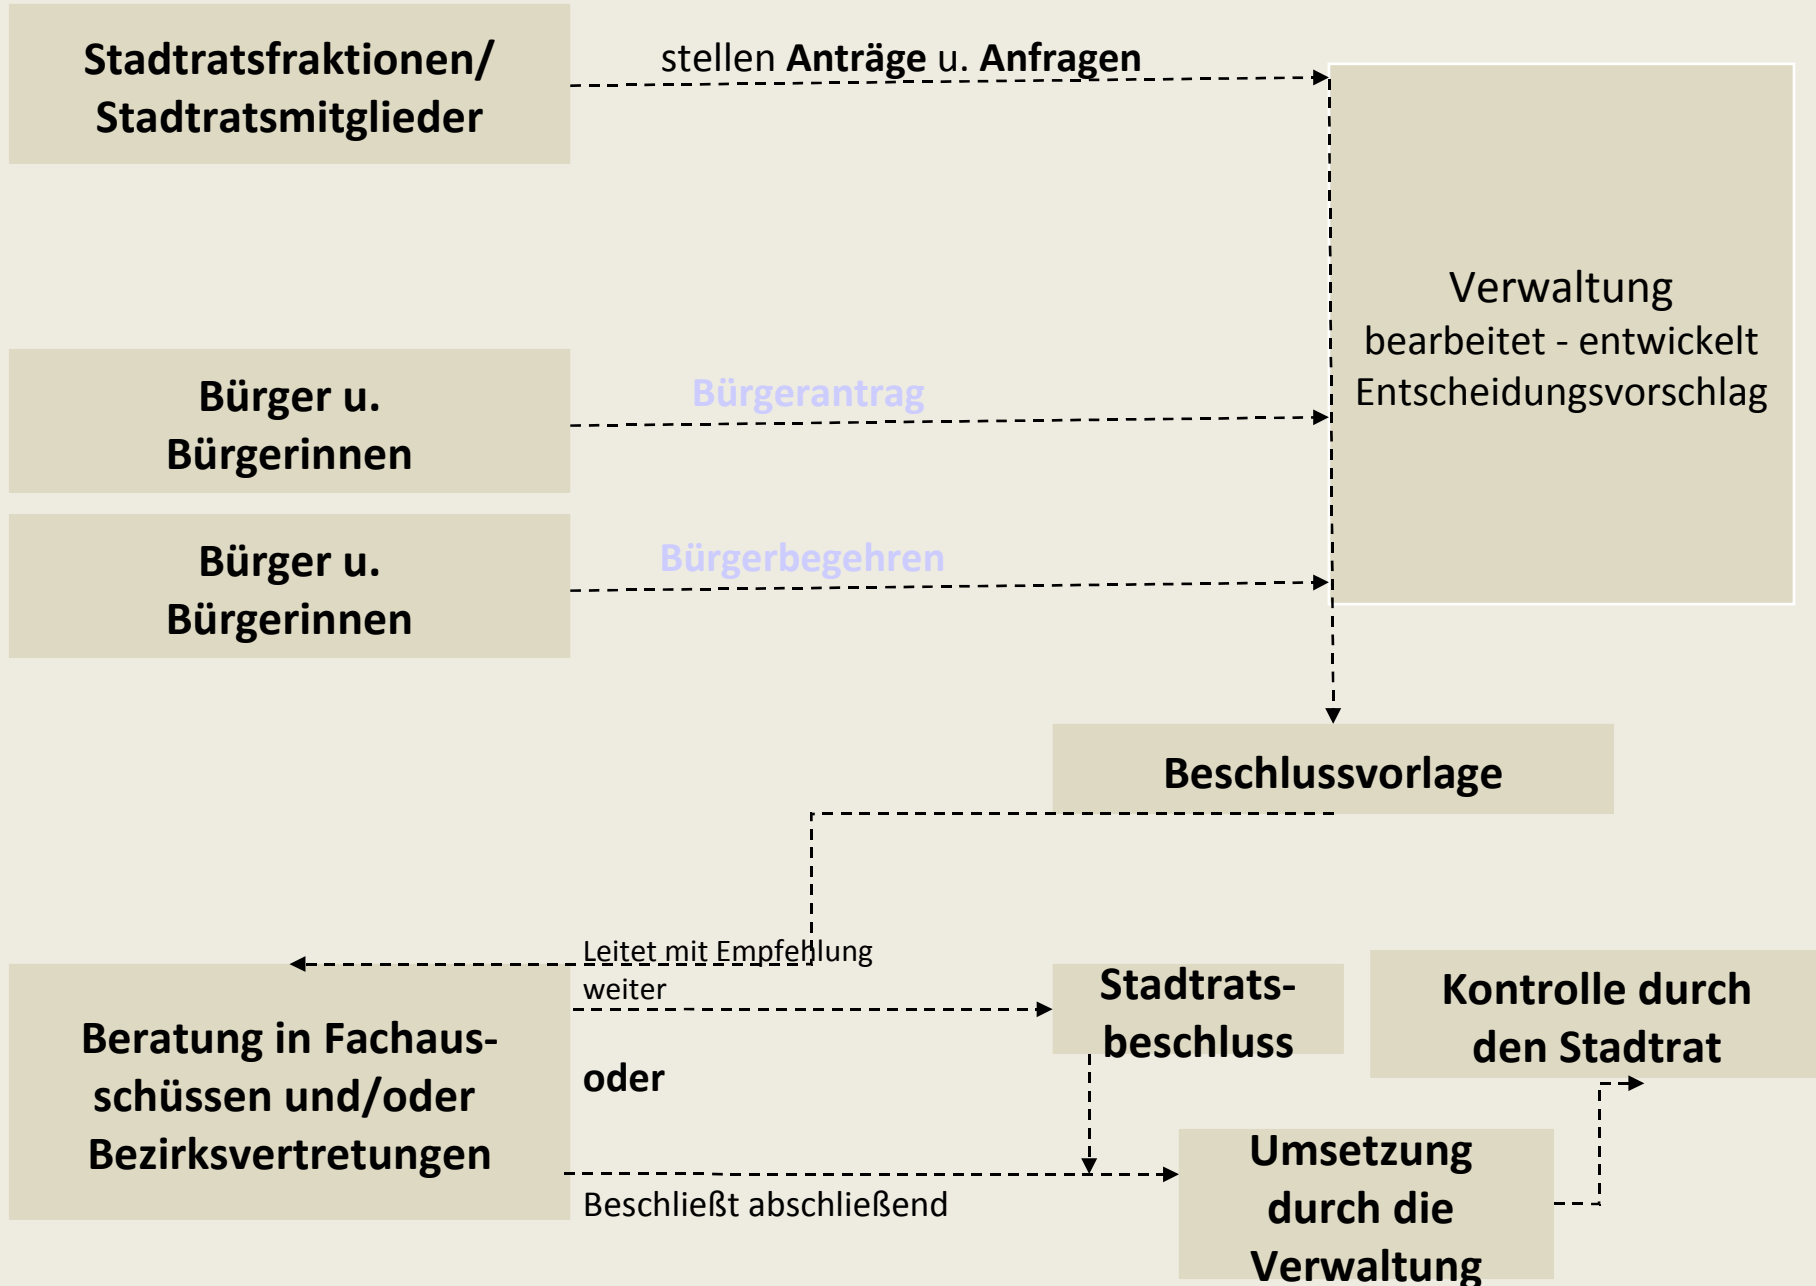 Stadtratsfraktionen/
Stadtratsmitglieder
stellen Anträge u. Anfragen
Verwaltung
bearbeitet - entwickelt
Entscheidungsvorschlag
Bürger u.
Bürgerinnen
Bürgerantrag
Bürger u.
Bürgerinnen
Bürgerbegehren
Beschlussvorlage
Beratung in Fachaus-
schüssen und/oder
Bezirksvertretungen
Leitet mit Empfehlung
weiter
oder
Beschließt abschließend
Stadtrats-
beschluss
Kontrolle durch
den Stadtrat
Umsetzung
durch die
Verwaltung